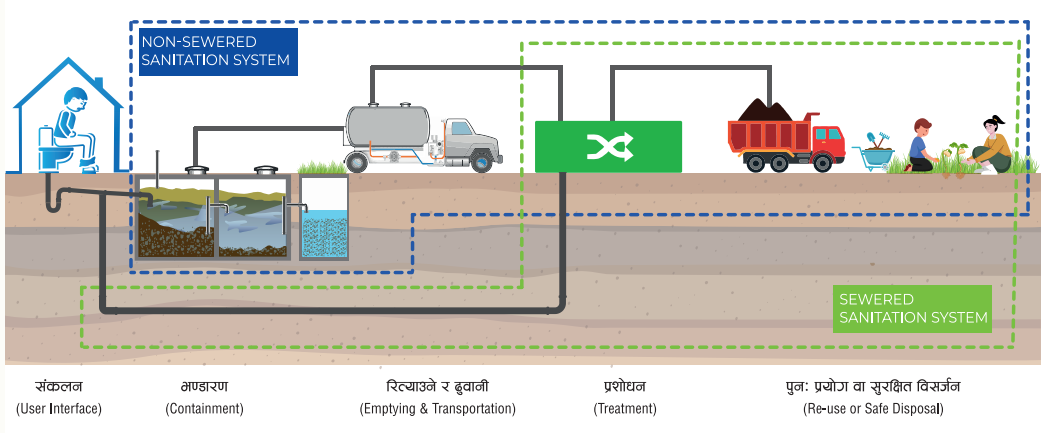 NON-SEWERED
SANITATION SYSTEM
SEWERED
SANITATION SYSTEM
संकलन
(User Interface)
भण्डारण
(Containment)
रित्याउने र ढुवानी
(Emptying & Transportation)
प्रशोधन
(Treatment)
पुन: प्रयोग वा सुरक्षित विसर्जन
(Re-use or Safe Disposal)